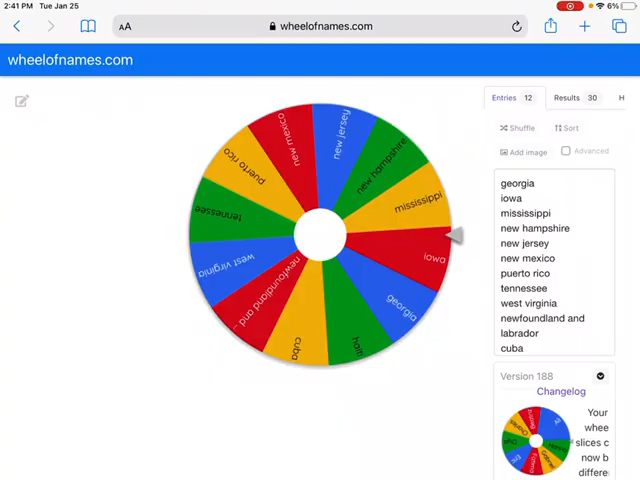 2:41 PM Tue Jan 25
6%
AA
wheelofnames.com
wheelofnames.com
new jersey
new hampshire
mississippi
iowa
georgia
haiti
cuba
newfoundland and ...
west virginia
tennessee
puerto rico
new mexico
Entries 12 Results 30 H
Shuffle Sort
Add image Advanced
georgia
iowa
mississippi
new hampshire
new jersey
new mexico
puerto rico
tennessee
west virginia
newfoundland and
labrador
cuba
Version 188
Changelog
Your
whee
slices c
now b
differe